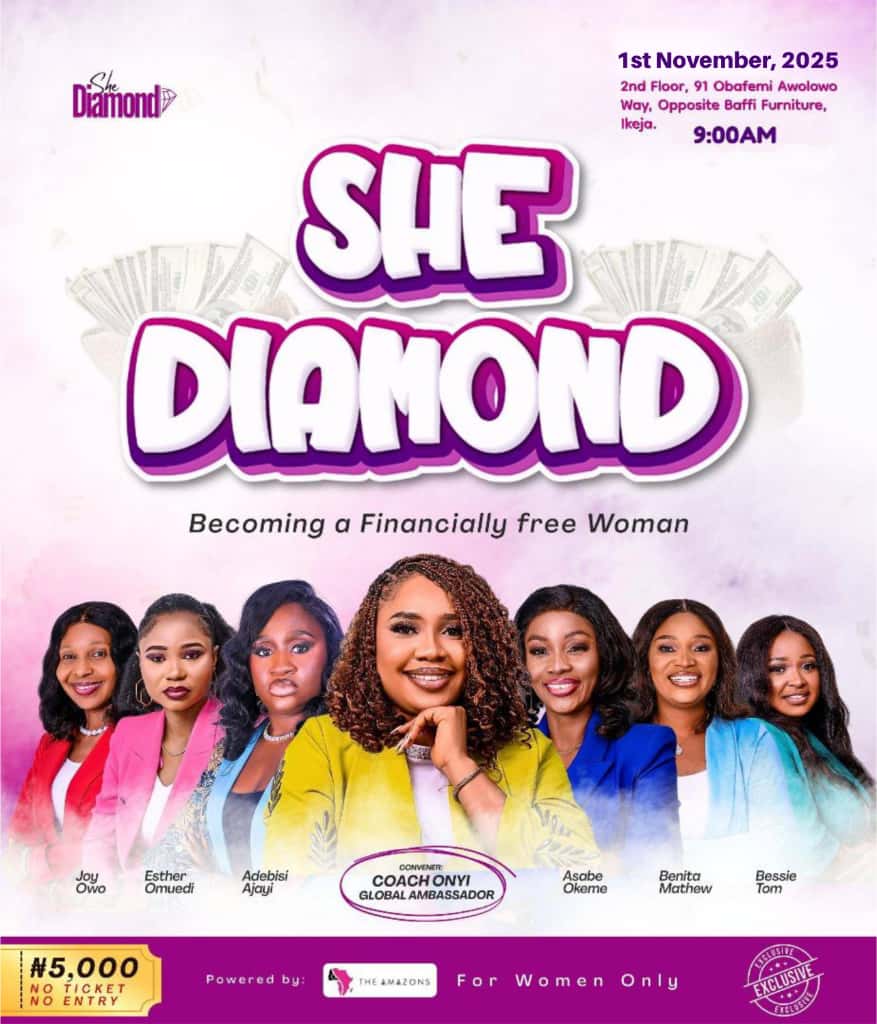 She
Diamond
1st November, 2025
2nd Floor, 91 Obafemi Awolowo
Way, Opposite Baffi Furniture,
Ikeja.
9:00AM
SHE
DIAMOND
Becoming a Financially free Woman
Joy
Owo
Esther
Omuedi
Adebisi
Ajayi
CONVENER:
COACH ONYI
GLOBAL AMBASSADOR
Asabe
Okeme
Benita
Mathew
Bessie
Tom
₦5,000
NO TICKET
NO ENTRY
Powered by:
THE AMAZONS
For Women Only
EXCLUSIVE
EXCLUSIVE
EXCLUSIVE